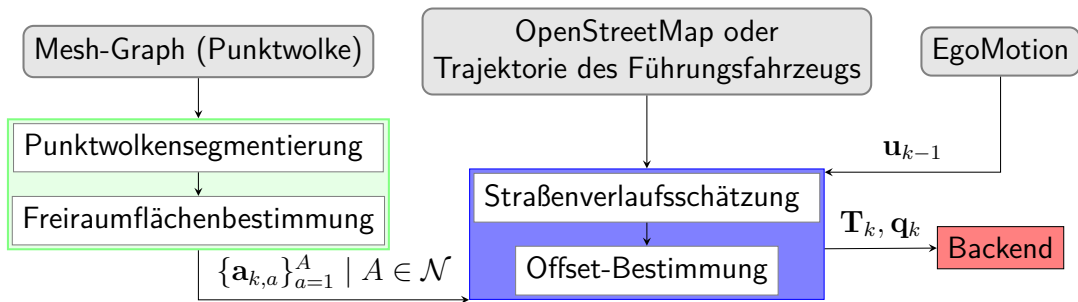 Mesh-Graph (Punktwolke)
OpenStreetMap oder
Trajektorie des Führungsfahrzeugs
EgoMotion
Punktwolkensegmentierung
Freiraumflächenbestimmung
{a_{k,a}}_{a=1}^{A} | A ∈ 𝒩
Straßenverlaufsschätzung
Offset-Bestimmung
u_{k−1}
T_k, q_k
Backend